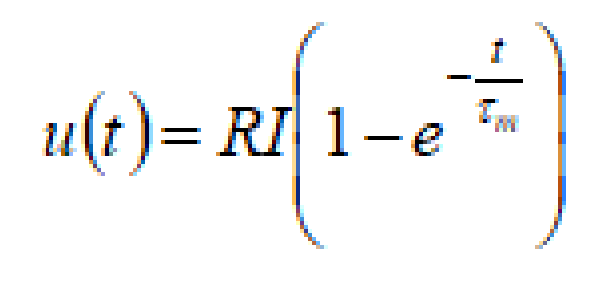 u(t) = RI(1 − e^{−t/τ_m})